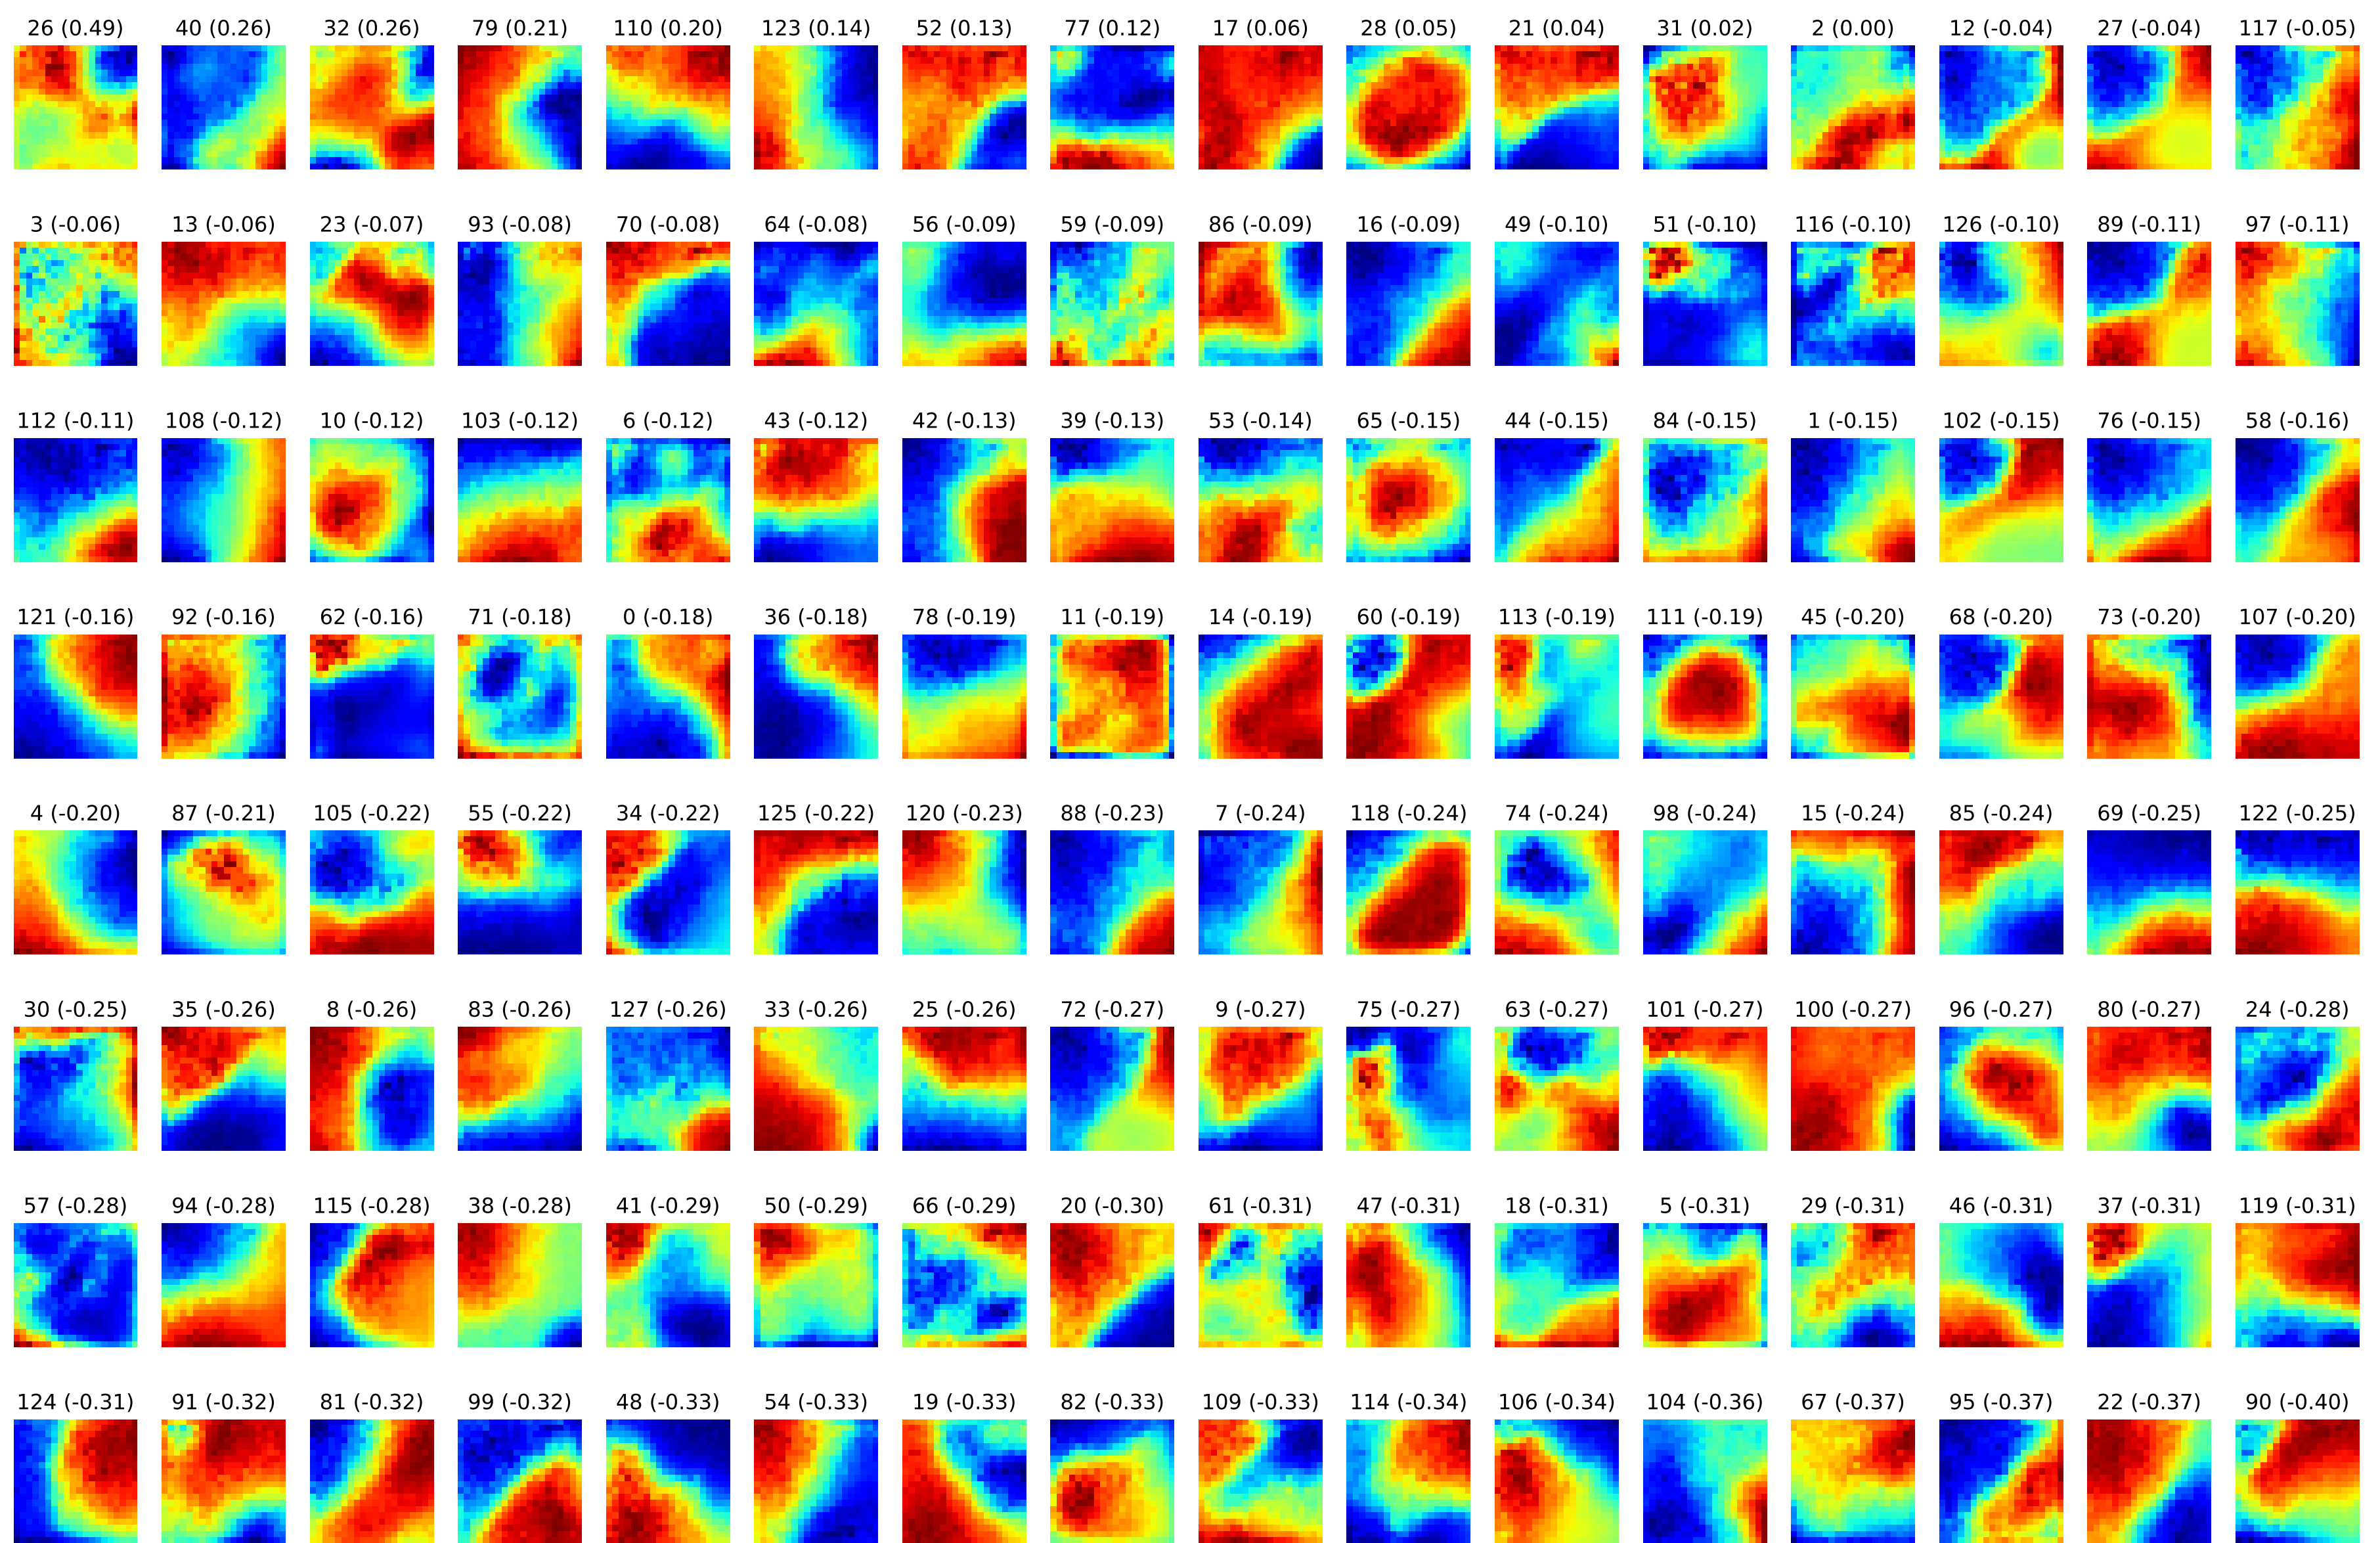 26 (0.49) 40 (0.26) 32 (0.26) 79 (0.21) 110 (0.20) 123 (0.14) 52 (0.13) 77 (0.12) 17 (0.06) 28 (0.05) 21 (0.04) 31 (0.02) 2 (0.00) 12 (-0.04) 27 (-0.04) 117 (-0.05)
3 (-0.06) 13 (-0.06) 23 (-0.07) 93 (-0.08) 70 (-0.08) 64 (-0.08) 56 (-0.09) 59 (-0.09) 86 (-0.09) 16 (-0.09) 49 (-0.10) 51 (-0.10) 116 (-0.10) 126 (-0.10) 89 (-0.11) 97 (-0.11)
112 (-0.11) 108 (-0.12) 10 (-0.12) 103 (-0.12) 6 (-0.12) 43 (-0.12) 42 (-0.13) 39 (-0.13) 53 (-0.14) 65 (-0.15) 44 (-0.15) 84 (-0.15) 1 (-0.15) 102 (-0.15) 76 (-0.15) 58 (-0.16)
121 (-0.16) 92 (-0.16) 62 (-0.16) 71 (-0.18) 0 (-0.18) 36 (-0.18) 78 (-0.19) 11 (-0.19) 14 (-0.19) 60 (-0.19) 113 (-0.19) 111 (-0.19) 45 (-0.20) 68 (-0.20) 73 (-0.20) 107 (-0.20)
4 (-0.20) 87 (-0.21) 105 (-0.22) 55 (-0.22) 34 (-0.22) 125 (-0.22) 120 (-0.23) 88 (-0.23) 7 (-0.24) 118 (-0.24) 74 (-0.24) 98 (-0.24) 15 (-0.24) 85 (-0.24) 69 (-0.25) 122 (-0.25)
30 (-0.25) 35 (-0.26) 8 (-0.26) 83 (-0.26) 127 (-0.26) 33 (-0.26) 25 (-0.26) 72 (-0.27) 9 (-0.27) 75 (-0.27) 63 (-0.27) 101 (-0.27) 100 (-0.27) 96 (-0.27) 80 (-0.27) 24 (-0.28)
57 (-0.28) 94 (-0.28) 115 (-0.28) 38 (-0.28) 41 (-0.29) 50 (-0.29) 66 (-0.29) 20 (-0.30) 61 (-0.31) 47 (-0.31) 18 (-0.31) 5 (-0.31) 29 (-0.31) 46 (-0.31) 37 (-0.31) 119 (-0.31)
124 (-0.31) 91 (-0.32) 81 (-0.32) 99 (-0.32) 48 (-0.33) 54 (-0.33) 19 (-0.33) 82 (-0.33) 109 (-0.33) 114 (-0.34) 106 (-0.34) 104 (-0.36) 67 (-0.37) 95 (-0.37) 22 (-0.37) 90 (-0.40)